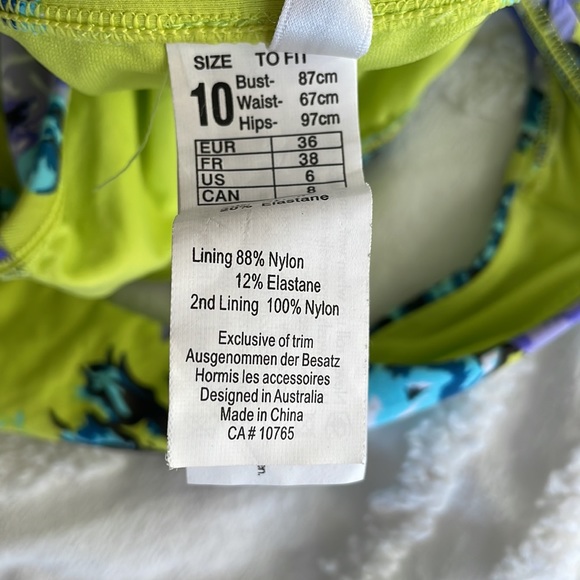 SIZE TO FIT
10 Bust- 87cm
Waist- 67cm
Hips- 97cm
EUR 36
FR 38
US 6
CAN 8
20% Elastane
Lining 88% Nylon
12% Elastane
2nd Lining 100% Nylon
Exclusive of trim
Ausgenommen der Besatz
Hormis les accessoires
Designed in Australia
Made in China
CA# 10765